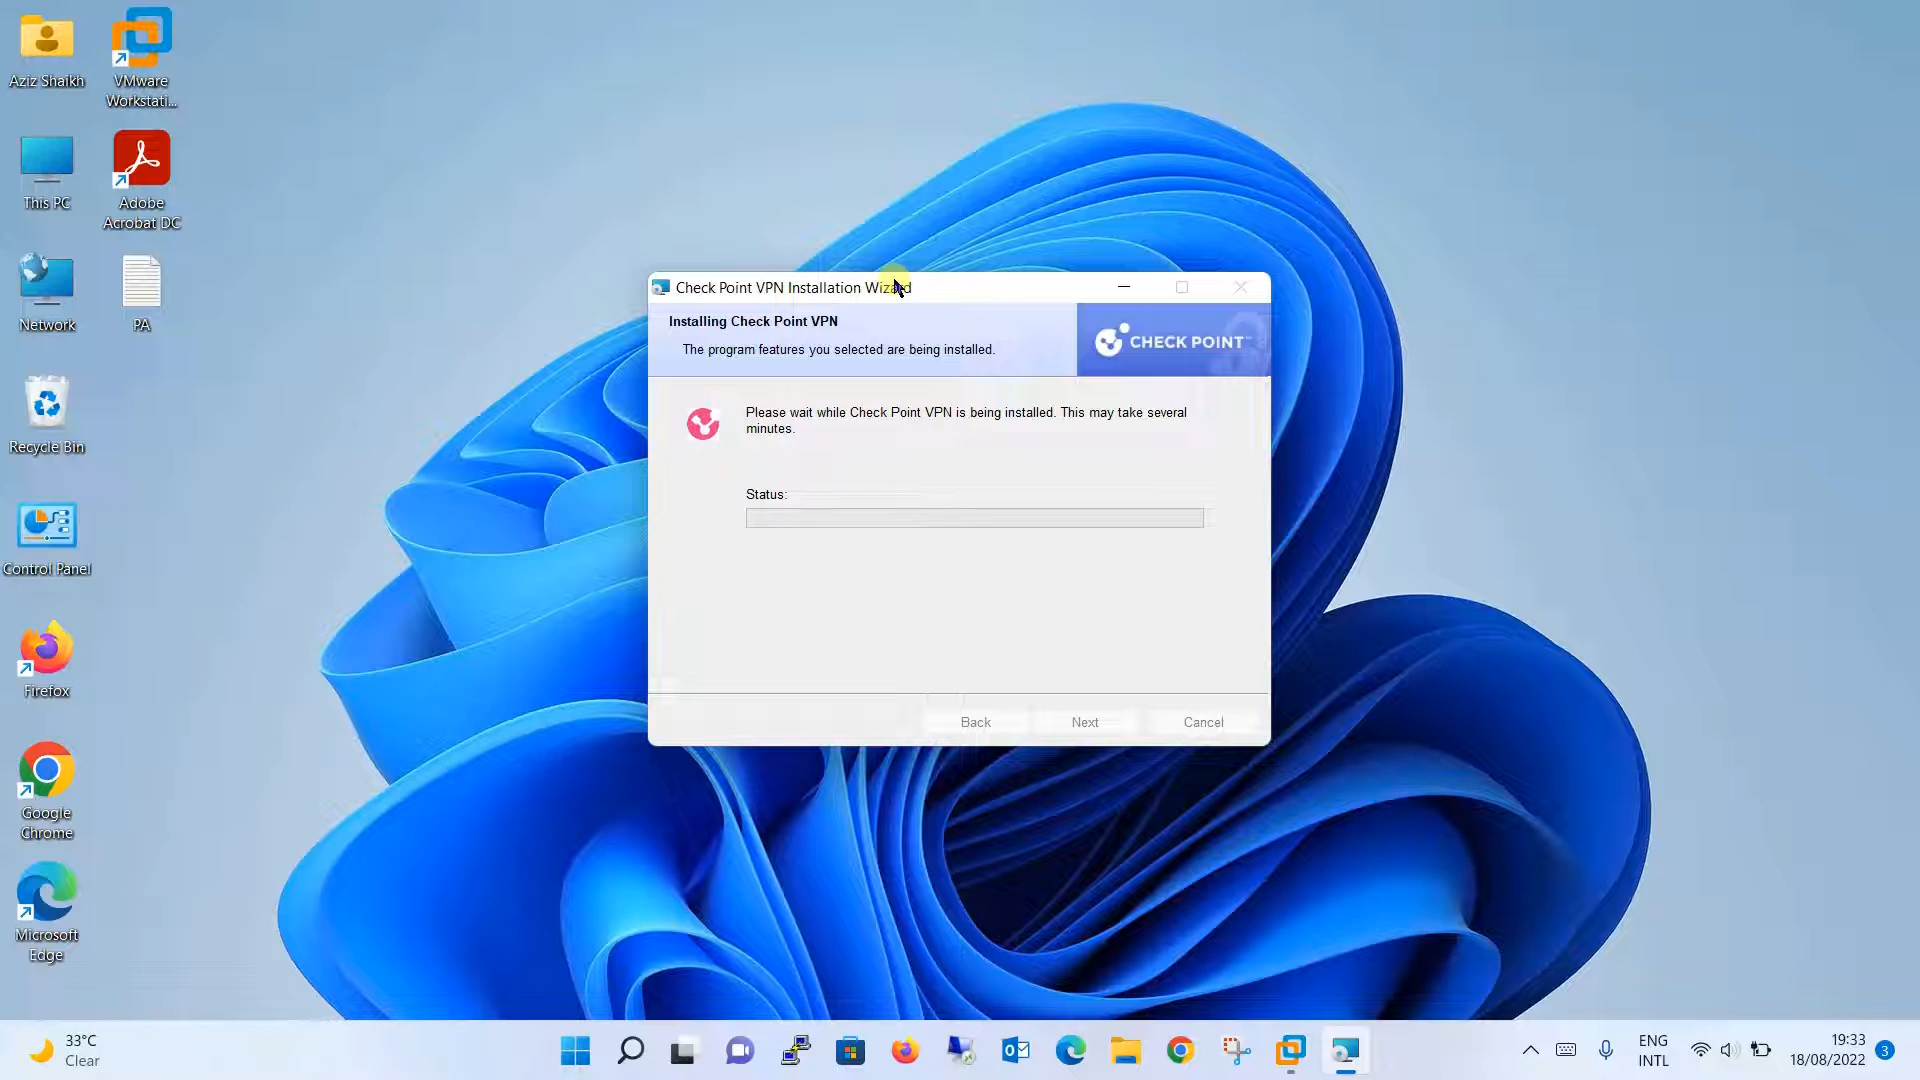 Aziz Shaikh
VMware
Workstati...
This PC
Adobe
Acrobat DC
Network
PA
Recycle Bin
Control Panel
Firefox
Google
Chrome
Microsoft
Edge
Check Point VPN Installation Wizard
Installing Check Point VPN
The program features you selected are being installed.
CHECK POINT™
Please wait while Check Point VPN is being installed. This may take several
minutes.
Status:
Back
Next
Cancel
33°C
Clear
ENG
INTL
19:33
18/08/2022
3